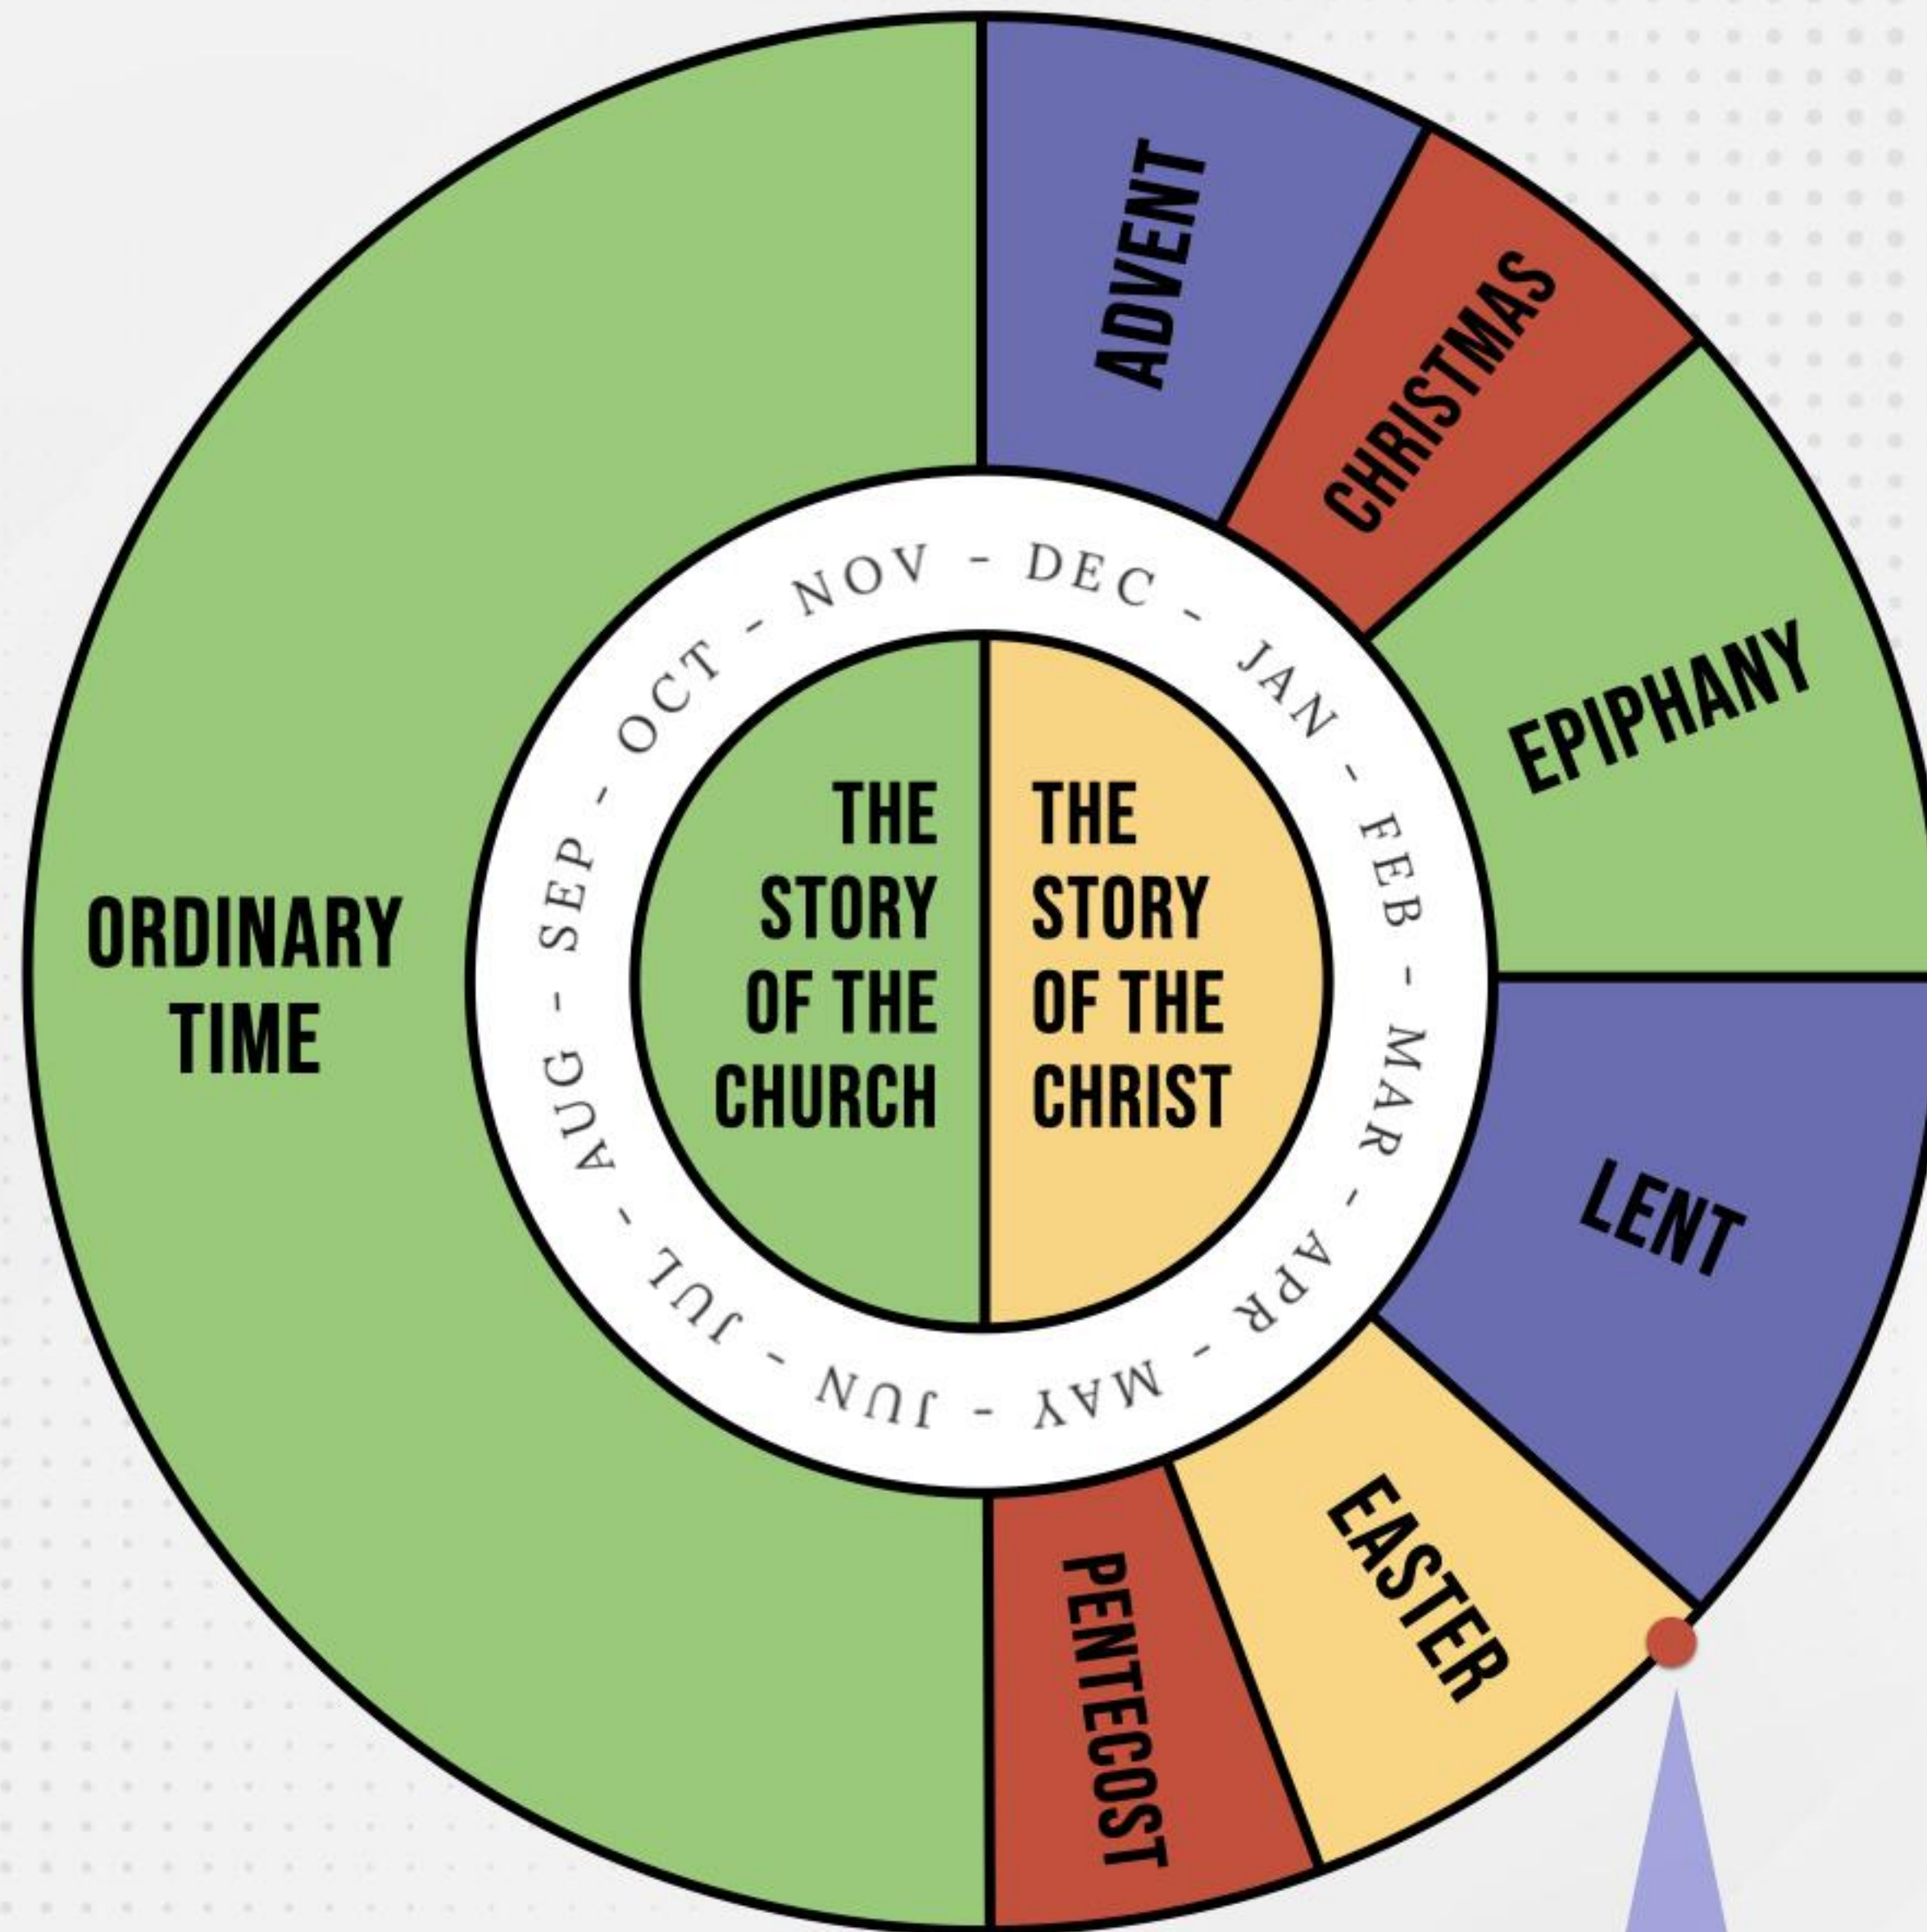 ADVENT
CHRISTMAS
EPIPHANY
LENT
EASTER
PENTECOST
ORDINARY
TIME
NOV - DEC - JAN - FEB - MAR - APR - MAY - JUN - JUL - AUG - SEP - OCT -
THE
STORY
OF THE
CHURCH
THE
STORY
OF THE
CHRIST